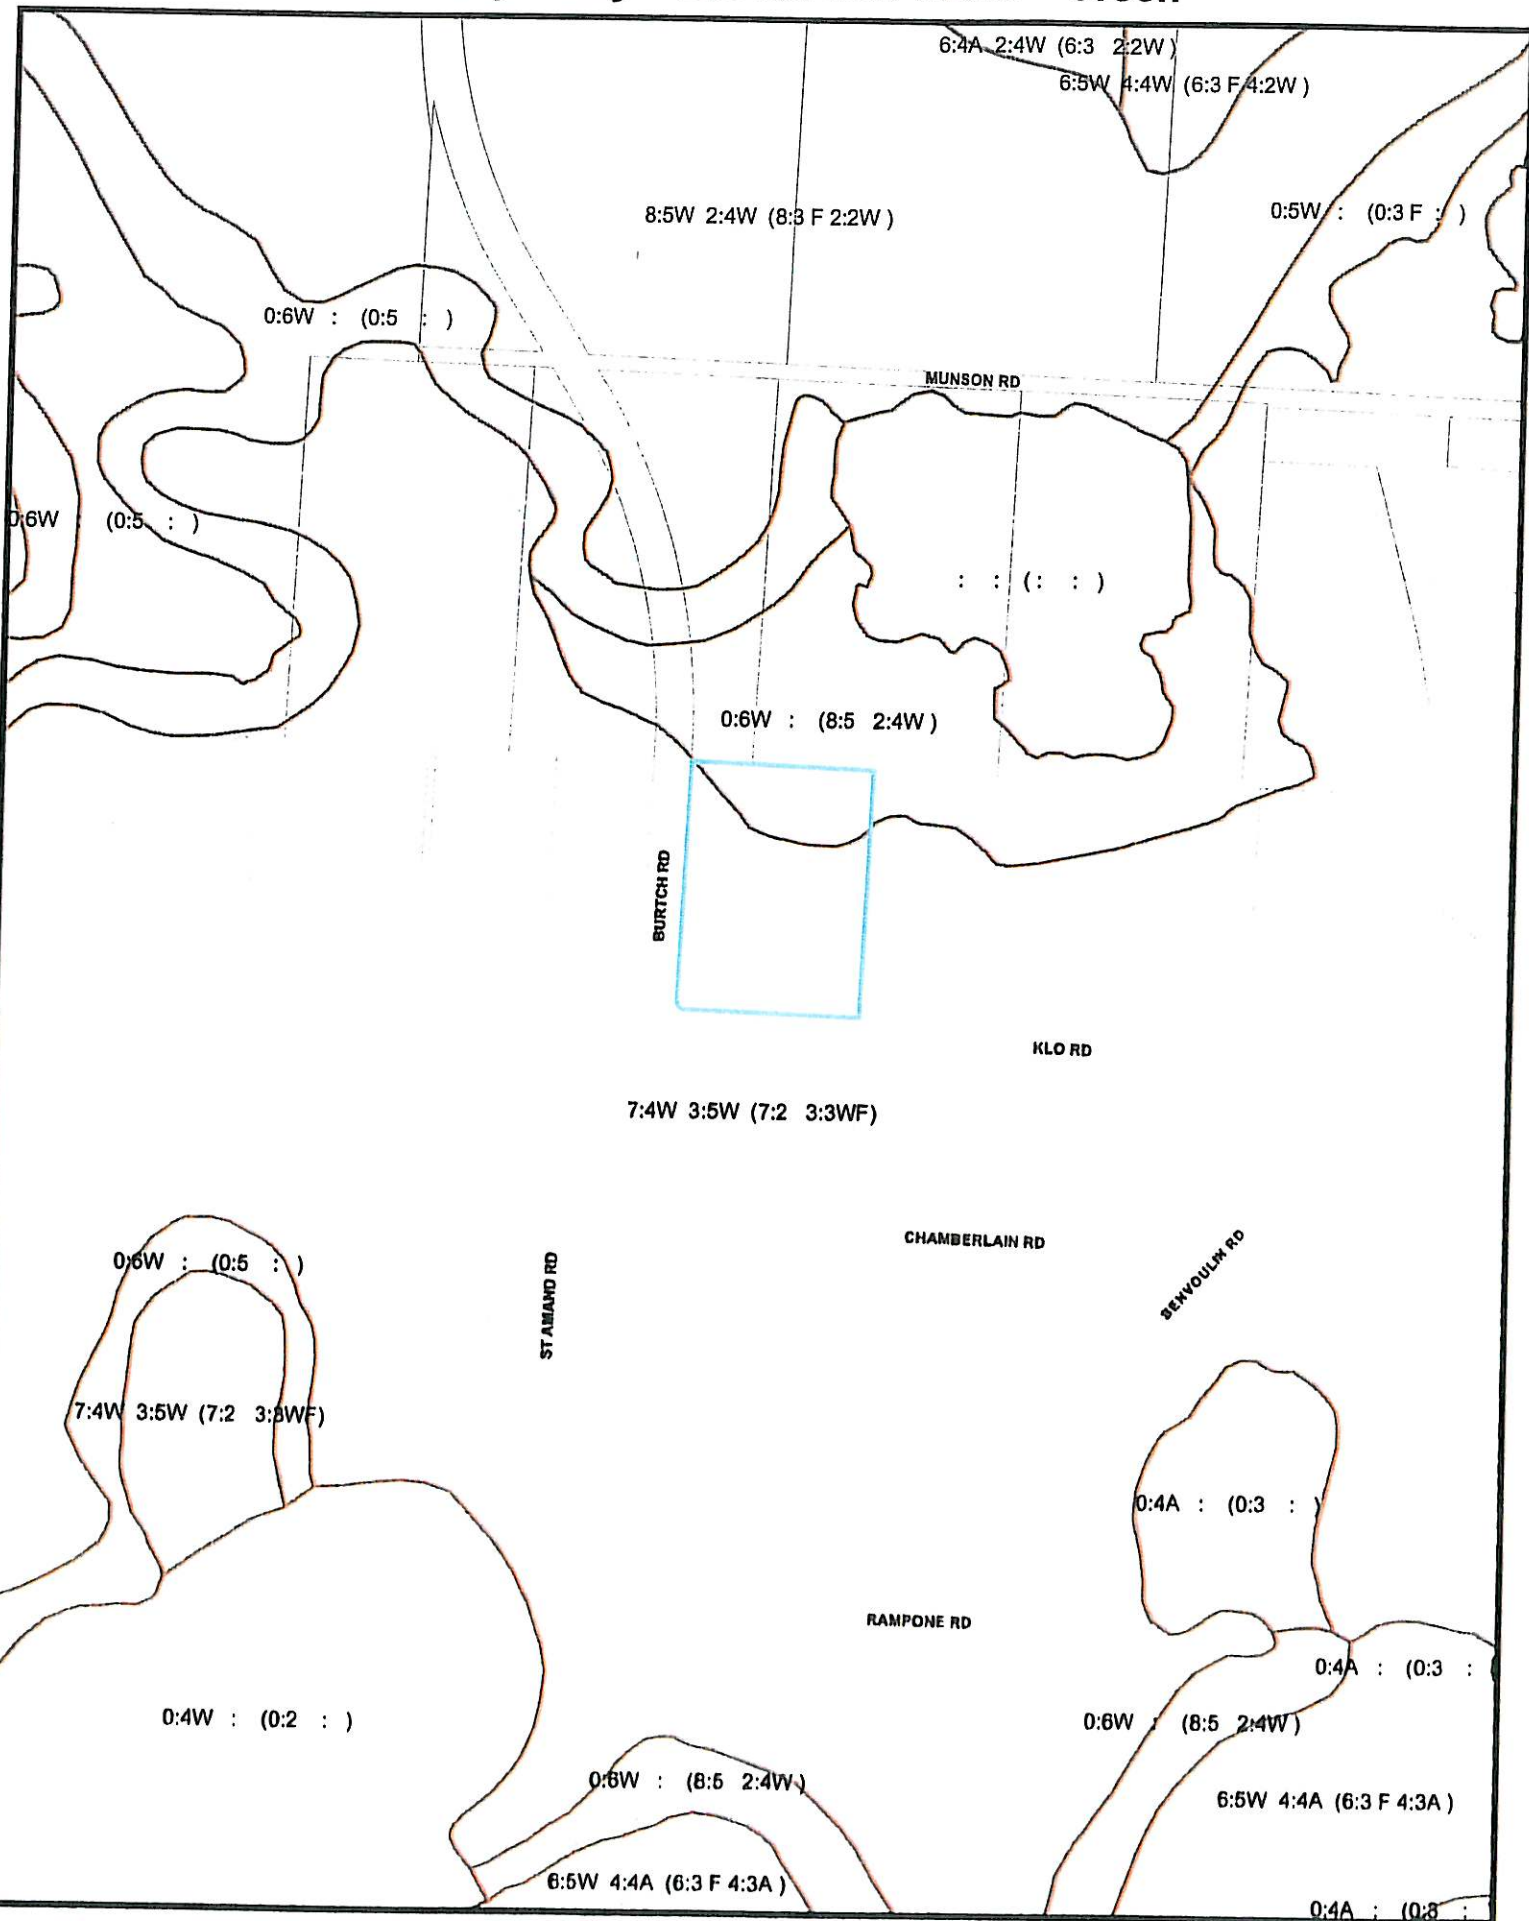 6:4A 2:4W (6:3 2:2W )
6:5W 4:4W (6:3 F 4:2W )
8:5W 2:4W (8:3 F 2:2W )
0:5W : (0:3 F : )
0:6W : (0:5 : )
MUNSON RD
0:6W : (0:5 : )
: : (: : )
0:6W : (8:5 2:4W )
BURTCH RD
KLO RD
7:4W 3:5W (7:2 3:3WF)
CHAMBERLAIN RD
BENVOULIN RD
0:6W : (0:5 : )
ST AMAND RD
7:4W 3:5W (7:2 3:3WF)
0:4A : (0:3 : )
RAMPONE RD
0:4A : (0:3 :
0:4W : (0:2 : )
0:6W : (8:5 2:4W )
0:6W : (8:5 2:4W )
6:5W 4:4A (6:3 F 4:3A )
6:5W 4:4A (6:3 F 4:3A )
0:4A : (0:3 :